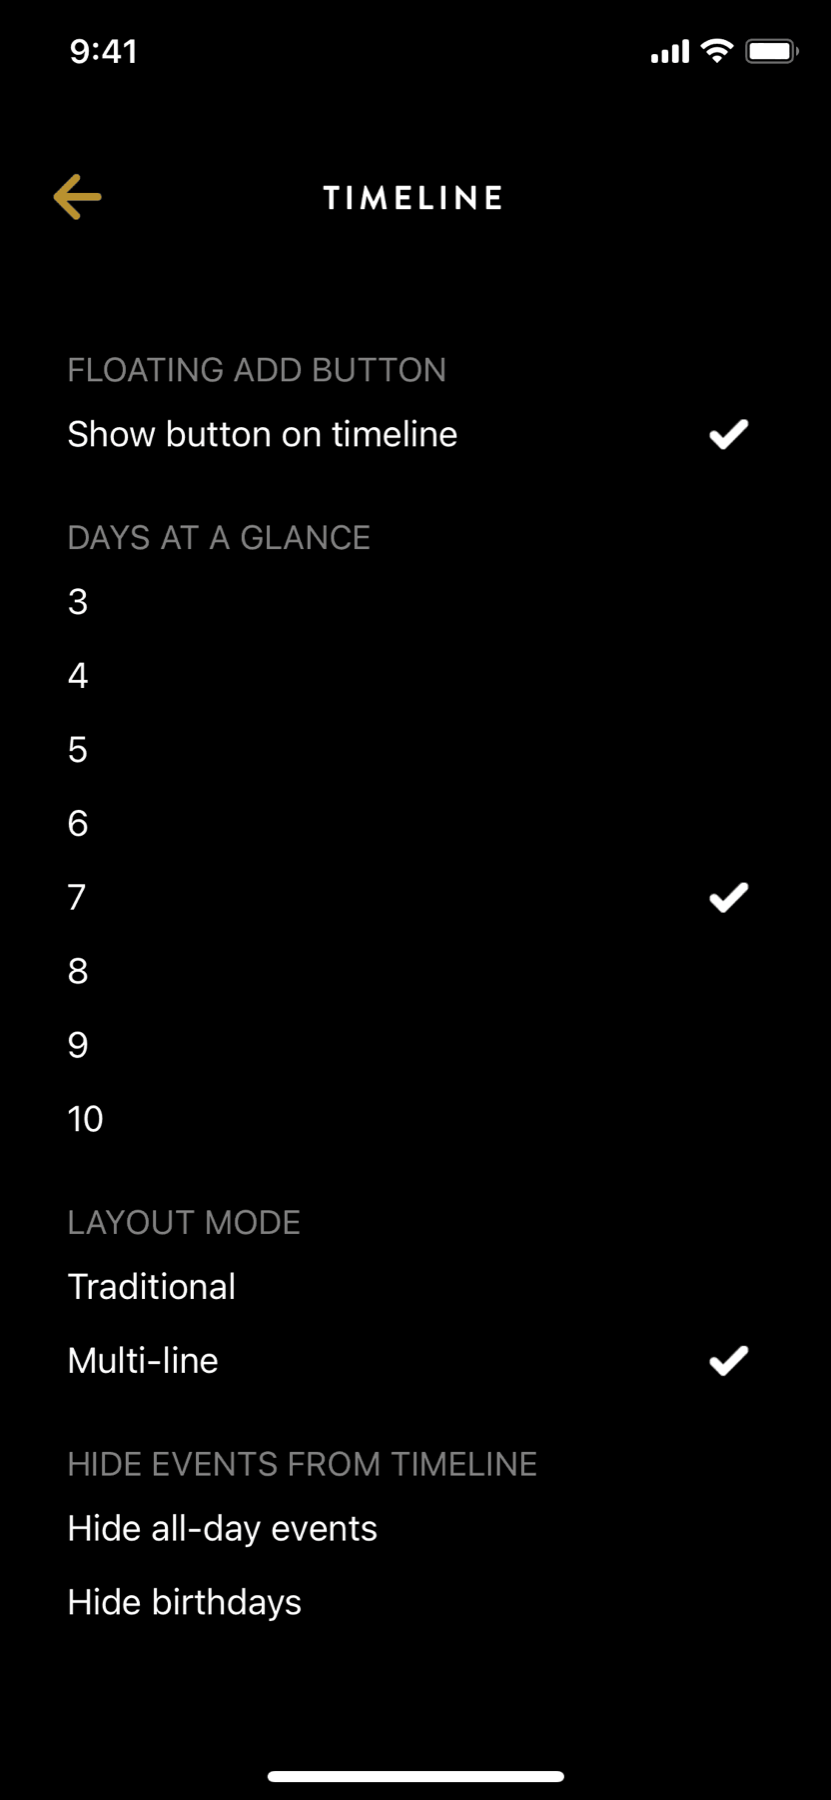 9:41
TIMELINE
FLOATING ADD BUTTON
Show button on timeline
DAYS AT A GLANCE
3
4
5
6
7
8
9
10
LAYOUT MODE
Traditional
Multi-line
HIDE EVENTS FROM TIMELINE
Hide all-day events
Hide birthdays